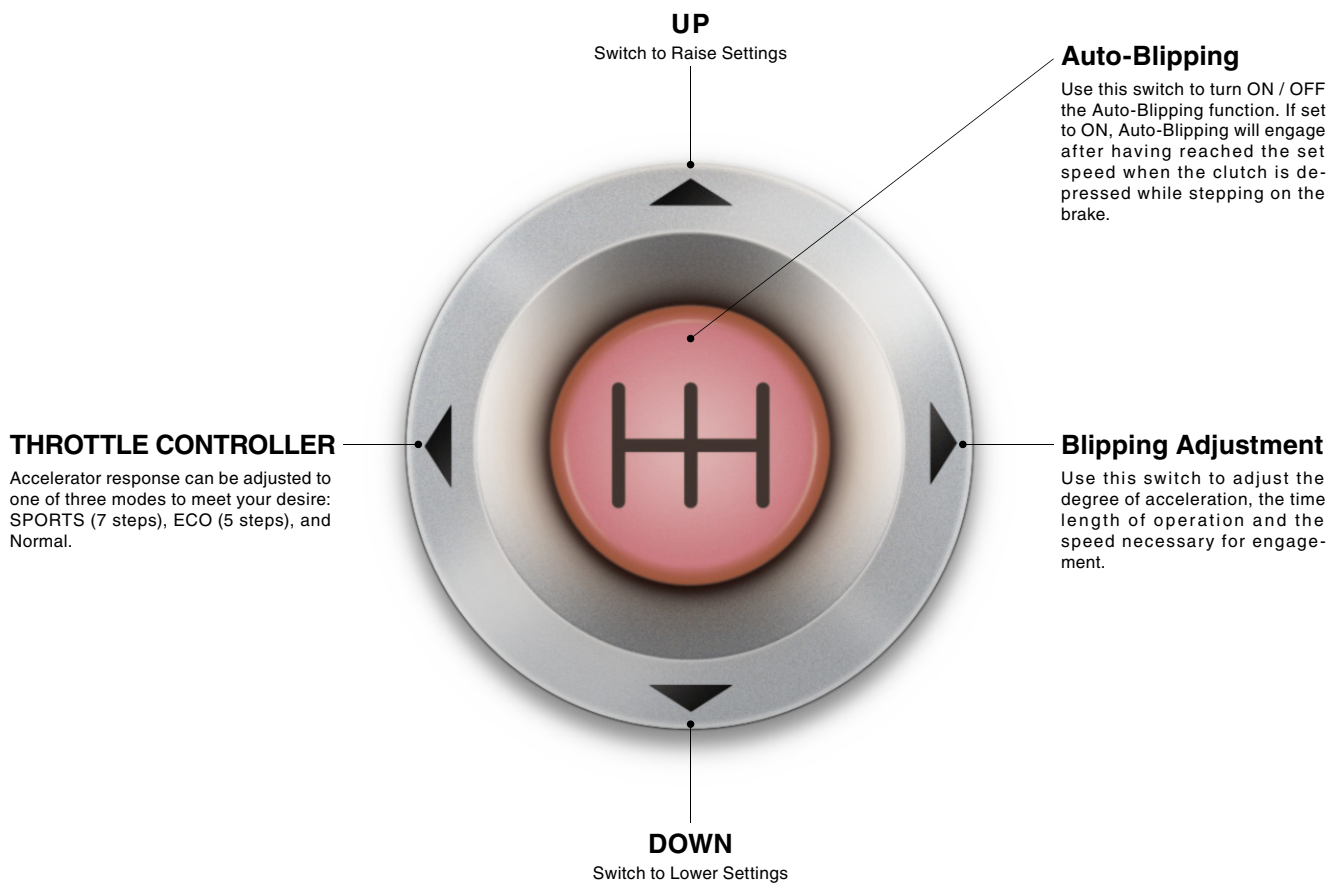 UP
Switch to Raise Settings
Auto-Blipping
Use this switch to turn ON / OFF
the Auto-Blipping function. If set
to ON, Auto-Blipping will engage
after having reached the set
speed when the clutch is de-
pressed while stepping on the
brake.
THROTTLE CONTROLLER
Accelerator response can be adjusted to
one of three modes to meet your desire:
SPORTS (7 steps), ECO (5 steps), and
Normal.
Blipping Adjustment
Use this switch to adjust the
degree of acceleration, the time
length of operation and the
speed necessary for engage-
ment.
DOWN
Switch to Lower Settings